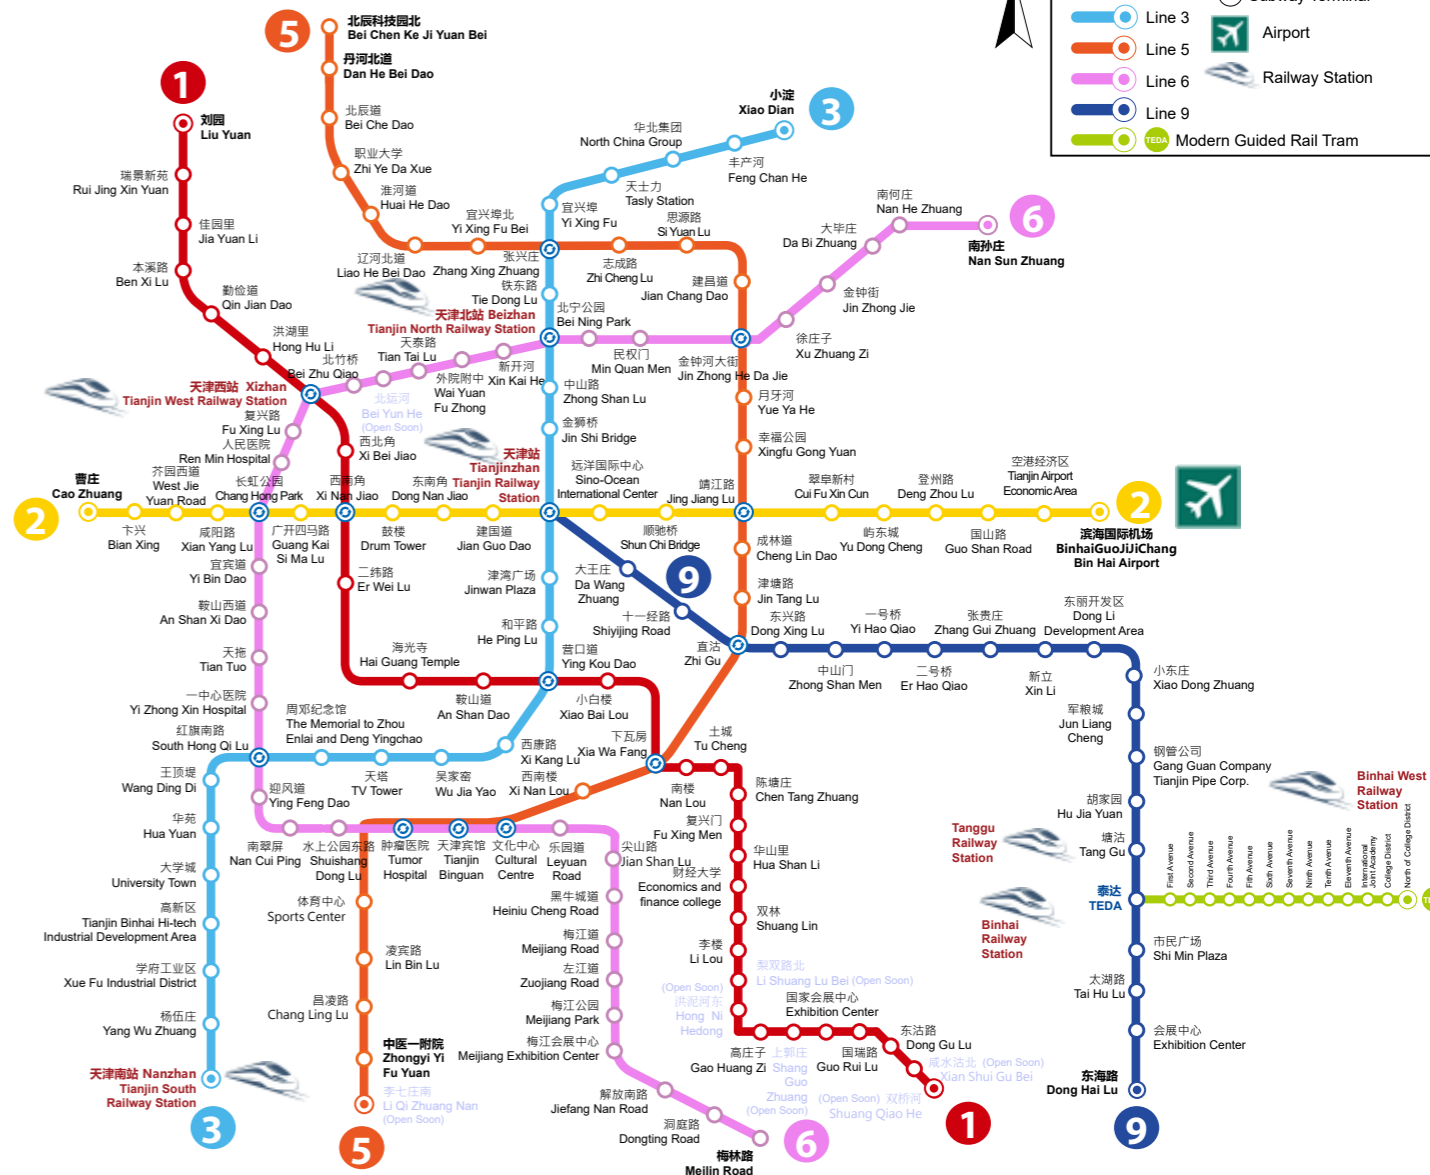 Subway Terminal
Line 3
Line 5
Line 6
Line 9
TEDA
Modern Guided Rail Tram
Airport
Railway Station
5
北辰科技园北
Bei Chen Ke Ji Yuan Bei
丹河北道
Dan He Bei Dao
北辰道
Bei Che Dao
职业大学
Zhi Ye Da Xue
淮河道
Huai He Dao
辽河北道
Liao He Bei Dao
宜兴埠北
Yi Xing Fu Bei
张兴庄
Zhang Xing Zhuang
志成路
Zhi Cheng Lu
思源路
Si Yuan Lu
建昌道
Jian Chang Dao
1
刘园
Liu Yuan
瑞景新苑
Rui Jing Xin Yuan
佳园里
Jia Yuan Li
本溪路
Ben Xi Lu
勤俭道
Qin Jian Dao
洪湖里
Hong Hu Li
小淀
Xiao Dian
3
华北集团
North China Group
丰产河
Feng Chan He
天士力
Tasly Station
宜兴埠
Yi Xing Fu
铁东路
Tie Dong Lu
6
南孙庄
Nan Sun Zhuang
南何庄
Nan He Zhuang
大毕庄
Da Bi Zhuang
金钟街
Jin Zhong Jie
徐庄子
Xu Zhuang Zi
金钟河大街
Jin Zhong He Da Jie
民权门
Min Quan Men
北宁公园
Bei Ning Park
天津北站 Beizhan
Tianjin North Railway Station
新开河
Xin Kai He
外院附中
Wai Yuan
Fu Zhong
天泰路
Tian Tai Lu
北竹桥
Bei Zhu Qiao
北运河
Bei Yun He
(Open Soon)
天津西站 Xizhan
Tianjin West Railway Station
复兴路
Fu Xing Lu
人民医院
Ren Min Hospital
西北角
Xi Bei Jiao
中山路
Zhong Shan Lu
金狮桥
Jin Shi Bridge
天津站
Tianjinzhan
Tianjin Railway
Station
月牙河
Yue Ya He
幸福公园
Xingfu Gong Yuan
2
曹庄
Cao Zhuang
卞兴
Bian Xing
芥园西道
West Jie
Yuan Road
咸阳路
Xian Yang Lu
长虹公园
Chang Hong Park
广开四马路
Guang Kai
Si Ma Lu
西南角
Xi Nan Jiao
鼓楼
Drum Tower
东南角
Dong Nan Jiao
建国道
Jian Guo Dao
远洋国际中心
Sino-Ocean
International Center
顺驰桥
Shun Chi Bridge
靖江路
Jing Jiang Lu
翠阜新村
Cui Fu Xin Cun
屿东城
Yu Dong Cheng
登州路
Deng Zhou Lu
国山路
Guo Shan Road
空港经济区
Tianjin Airport
Economic Area
2
滨海国际机场
BinhaiGuoJiJiChang
Bin Hai Airport
宜宾道
Yi Bin Dao
鞍山西道
An Shan Xi Dao
天拖
Tian Tuo
一中心医院
Yi Zhong Xin Hospital
红旗南路
South Hong Qi Lu
二纬路
Er Wei Lu
海光寺
Hai Guang Temple
鞍山道
An Shan Dao
营口道
Ying Kou Dao
小白楼
Xiao Bai Lou
下瓦房
Xia Wa Fang
津湾广场
Jinwan Plaza
和平路
He Ping Lu
9
大王庄
Da Wang
Zhuang
十一经路
Shiyijing Road
直沽
Zhi Gu
成林道
Cheng Lin Dao
津塘路
Jin Tang Lu
东兴路
Dong Xing Lu
中山门
Zhong Shan Men
一号桥
Yi Hao Qiao
二号桥
Er Hao Qiao
张贵庄
Zhang Gui Zhuang
新立
Xin Li
东丽开发区
Dong Li
Development Area
小东庄
Xiao Dong Zhuang
军粮城
Jun Liang
Cheng
钢管公司
Gang Guan Company
Tianjin Pipe Corp.
胡家园
Hu Jia Yuan
塘沽
Tang Gu
Tanggu
Railway
Station
泰达
TEDA
Binhai
Railway
Station
Binhai West
Railway
Station
First Avenue
Second Avenue
Third Avenue
Fourth Avenue
Fith Avenue
Sixth Avenue
Seventh Avenue
Ninth Avenue
Tenth Avenue
Eleventh Avenue
International
Joint Academy
College District
North of College District
市民广场
Shi Min Plaza
太湖路
Tai Hu Lu
会展中心
Exhibition Center
东海路
Dong Hai Lu
9
周邓纪念馆
The Memorial to Zhou
Enlai and Deng Yingchao
天塔
TV Tower
吴家窑
Wu Jia Yao
西康路
Xi Kang Lu
王顶堤
Wang Ding Di
华苑
Hua Yuan
大学城
University Town
高新区
Tianjin Binhai Hi-tech
Industrial Development Area
学府工业区
Xue Fu Industrial District
杨伍庄
Yang Wu Zhuang
天津南站 Nanzhan
Tianjin South
Railway Station
3
迎风道
Ying Feng Dao
南翠屏
Nan Cui Ping
水上公园东路
Shuishang
Dong Lu
肿瘤医院
Tumor
Hospital
天津宾馆
Tianjin
Binguan
文化中心
Cultural
Centre
乐园道
Leyuan
Road
西南楼
Xi Nan Lou
体育中心
Sports Center
凌宾路
Lin Bin Lu
昌凌路
Chang Ling Lu
中医一附院
Zhongyi Yi
Fu Yuan
李七庄南
Li Qi Zhuang Nan
(Open Soon)
5
尖山路
Jian Shan Lu
黑牛城道
Heiniu Cheng Road
梅江道
Meijiang Road
左江道
Zuojiang Road
梅江公园
Meijiang Park
梅江会展中心
Meijiang Exhibition Center
解放南路
Jiefang Nan Road
洞庭路
Dongting Road
梅林路
Meilin Road
6
南楼
Nan Lou
土城
Tu Cheng
陈塘庄
Chen Tang Zhuang
复兴门
Fu Xing Men
华山里
Hua Shan Li
财经大学
Economics and
finance college
双林
Shuang Lin
李楼
Li Lou
梨双路北
Li Shuang Lu Bei (Open Soon)
(Open Soon)
洪泥河东
Hong Ni
Hedong
高庄子
Gao Huang Zi
上郭庄
Shang
Guo
Zhuang
(Open Soon)
国家会展中心
Exhibition Center
国瑞路
Guo Rui Lu
东沽路
Dong Gu Lu
咸水沽北 (Open Soon)
Xian Shui Gu Bei
(Open Soon) 双桥河
Shuang Qiao He
1